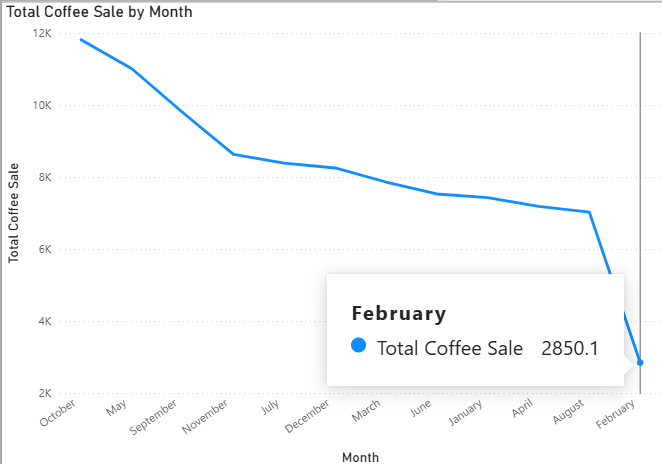 Total Coffee Sale by Month
12K
10K
8K
6K
4K
2K
Total Coffee Sale
February
Total Coffee Sale 2850.1
October
May
September
November
July
December
March
June
January
April
August
February
Month